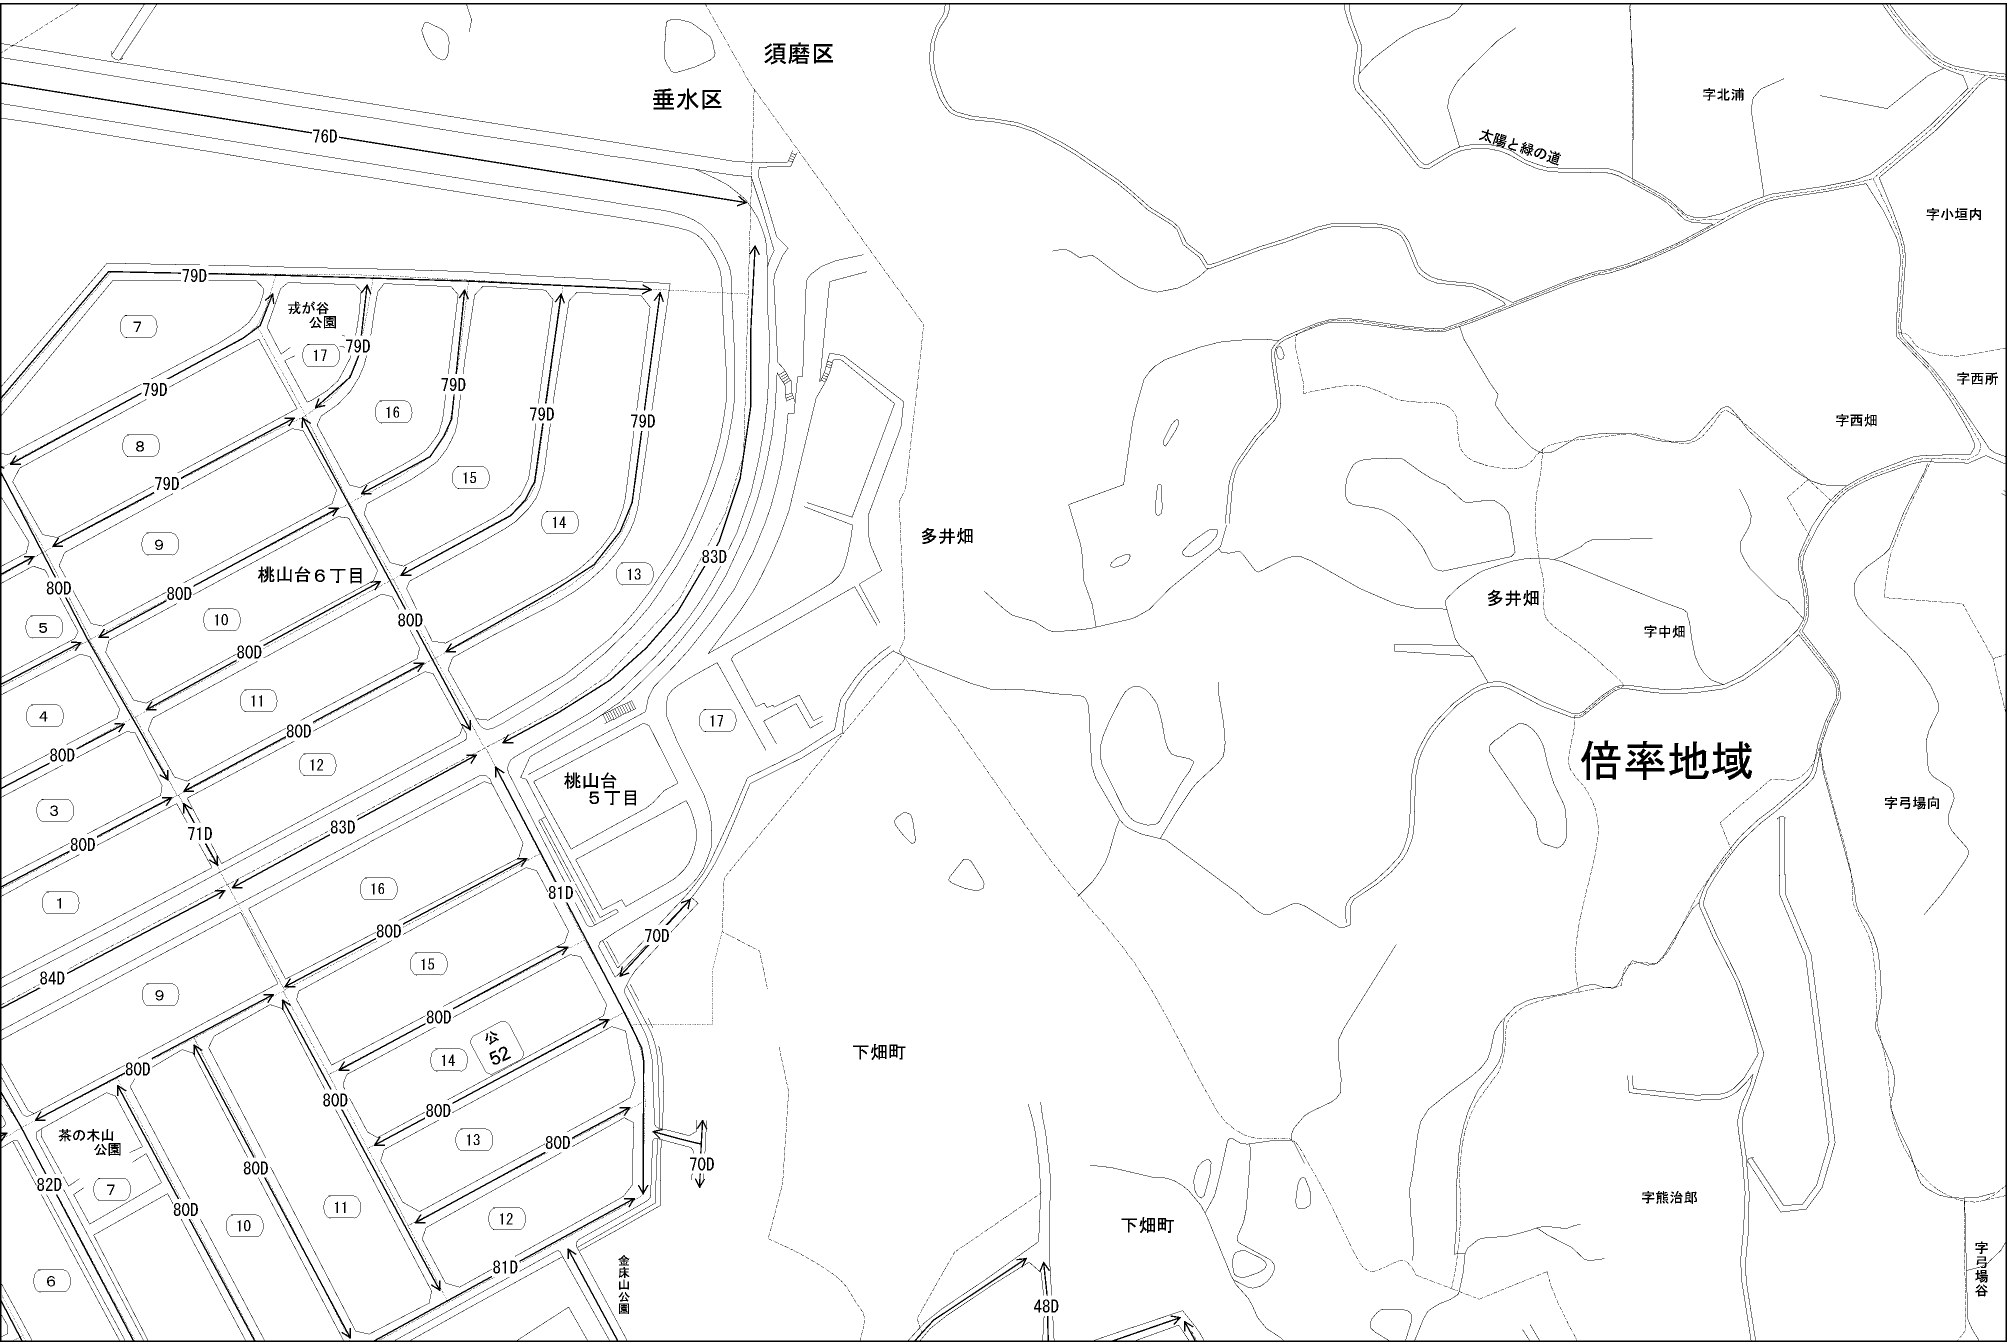 須磨区
垂水区
字北浦
太陽と緑の道
76D
字小垣内
79D
戎が谷
公園
7
17
79D
79D
79D
79D
79D
16
字西所
字西畑
8
79D
15
9
14
多井畑
83D
80D
桃山台6丁目
13
80D
10
80D
多井畑
5
字中畑
80D
11
4
17
80D
80D
12
倍率地域
桃山台
5丁目
3
字弓場向
71D
83D
80D
16
81D
1
80D
70D
15
84D
9
80D
公
52
14
下畑町
80D
80D
80D
茶の木山
公園
13
80D
70D
80D
82D
7
80D
11
10
12
下畑町
字熊治郎
81D
金床山公園
字弓場谷
6
48D